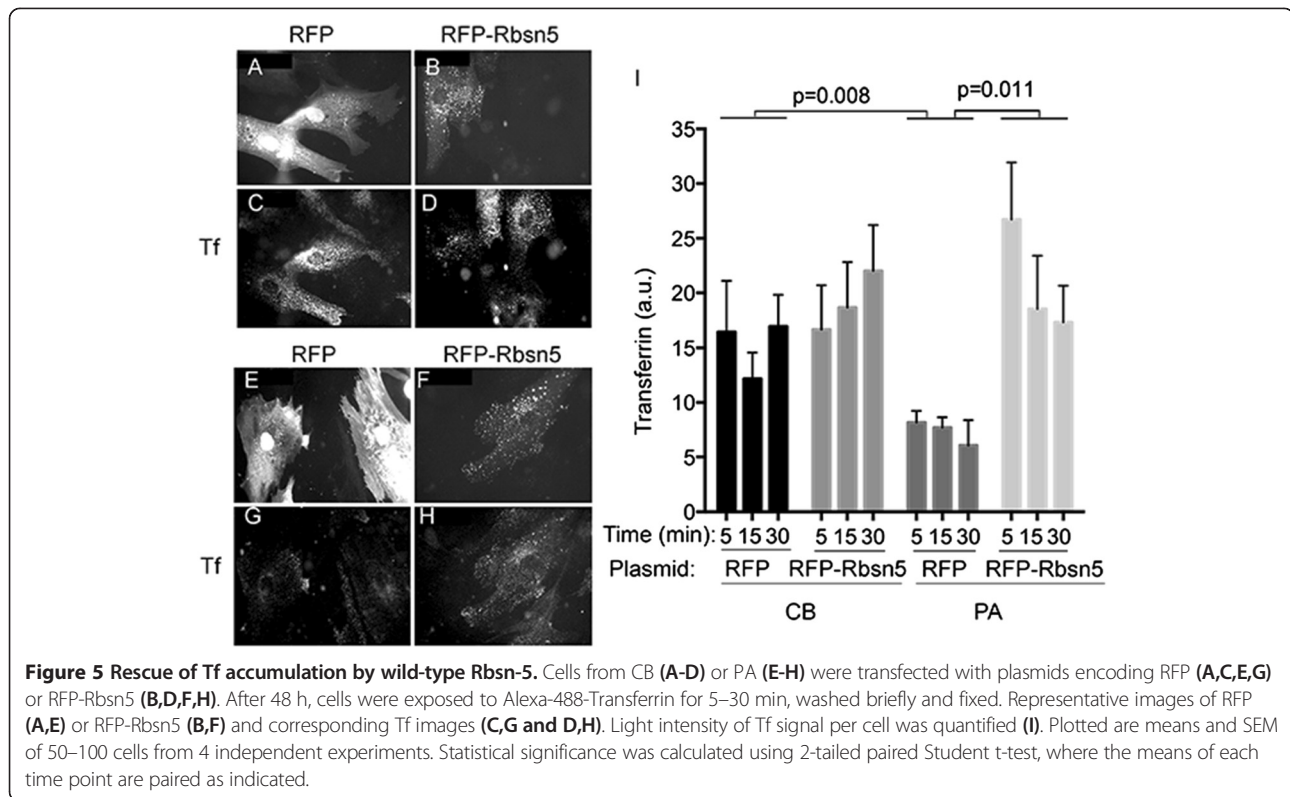 RFP RFP-Rbsn5
A B
C D
Tf
RFP RFP-Rbsn5
E F
G H
Tf
I
p=0.008 p=0.011
35
30
25
20
15
10
5
0
Transferrin (a.u.)
Time (min): 5 15 30 5 15 30 5 15 30 5 15 30
Plasmid: RFP RFP-Rbsn5 RFP RFP-Rbsn5
CB PA
Figure 5 Rescue of Tf accumulation by wild-type Rbsn-5. Cells from CB (A-D) or PA (E-H) were transfected with plasmids encoding RFP (A,C,E,G)
or RFP-Rbsn5 (B,D,F,H). After 48 h, cells were exposed to Alexa-488-Transferrin for 5–30 min, washed briefly and fixed. Representative images of RFP
(A,E) or RFP-Rbsn5 (B,F) and corresponding Tf images (C,G and D,H). Light intensity of Tf signal per cell was quantified (I). Plotted are means and SEM
of 50–100 cells from 4 independent experiments. Statistical significance was calculated using 2-tailed paired Student t-test, where the means of each
time point are paired as indicated.